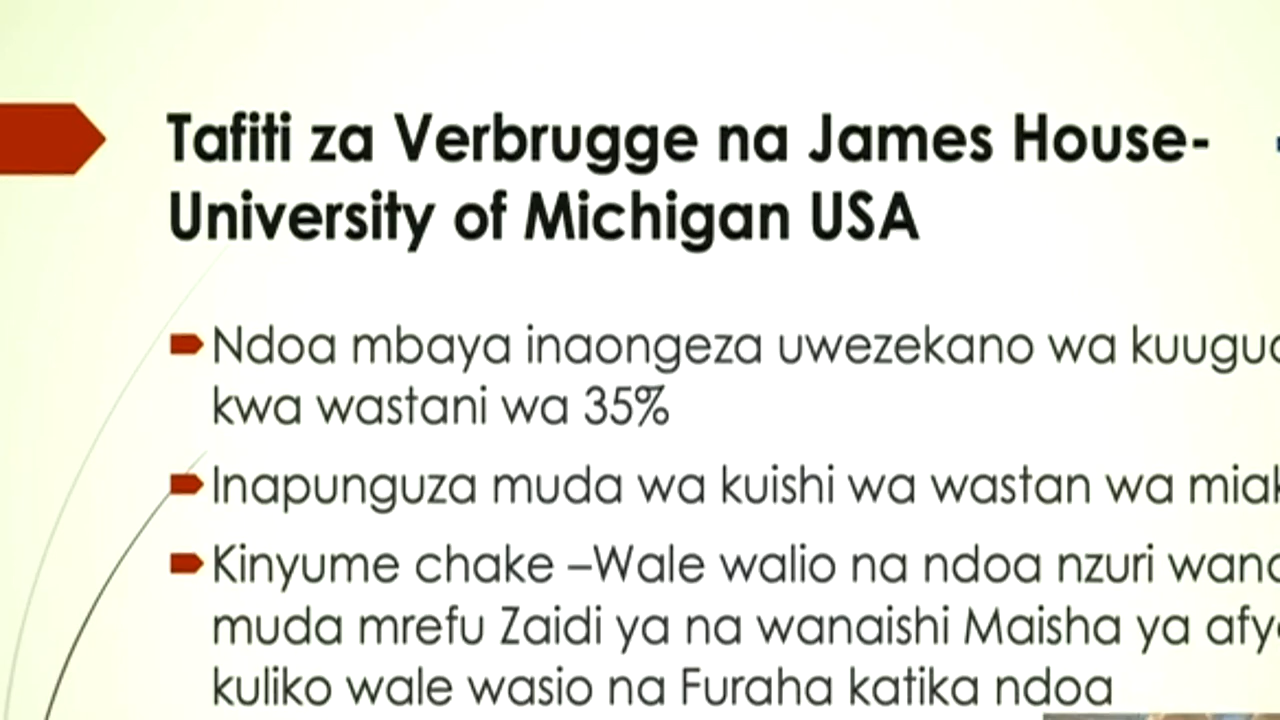 Tafiti za Verbrugge na James House-
University of Michigan USA
Ndoa mbaya inaongeza uwezekano wa
kwa wastani wa 35%
Inapunguza muda wa kuishi wa wastan wa
Kinyume chake –Wale walio na ndoa nzuri
muda mrefu Zaidi ya na wanaishi Maisha ya
kuliko wale wasio na Furaha katika ndoa